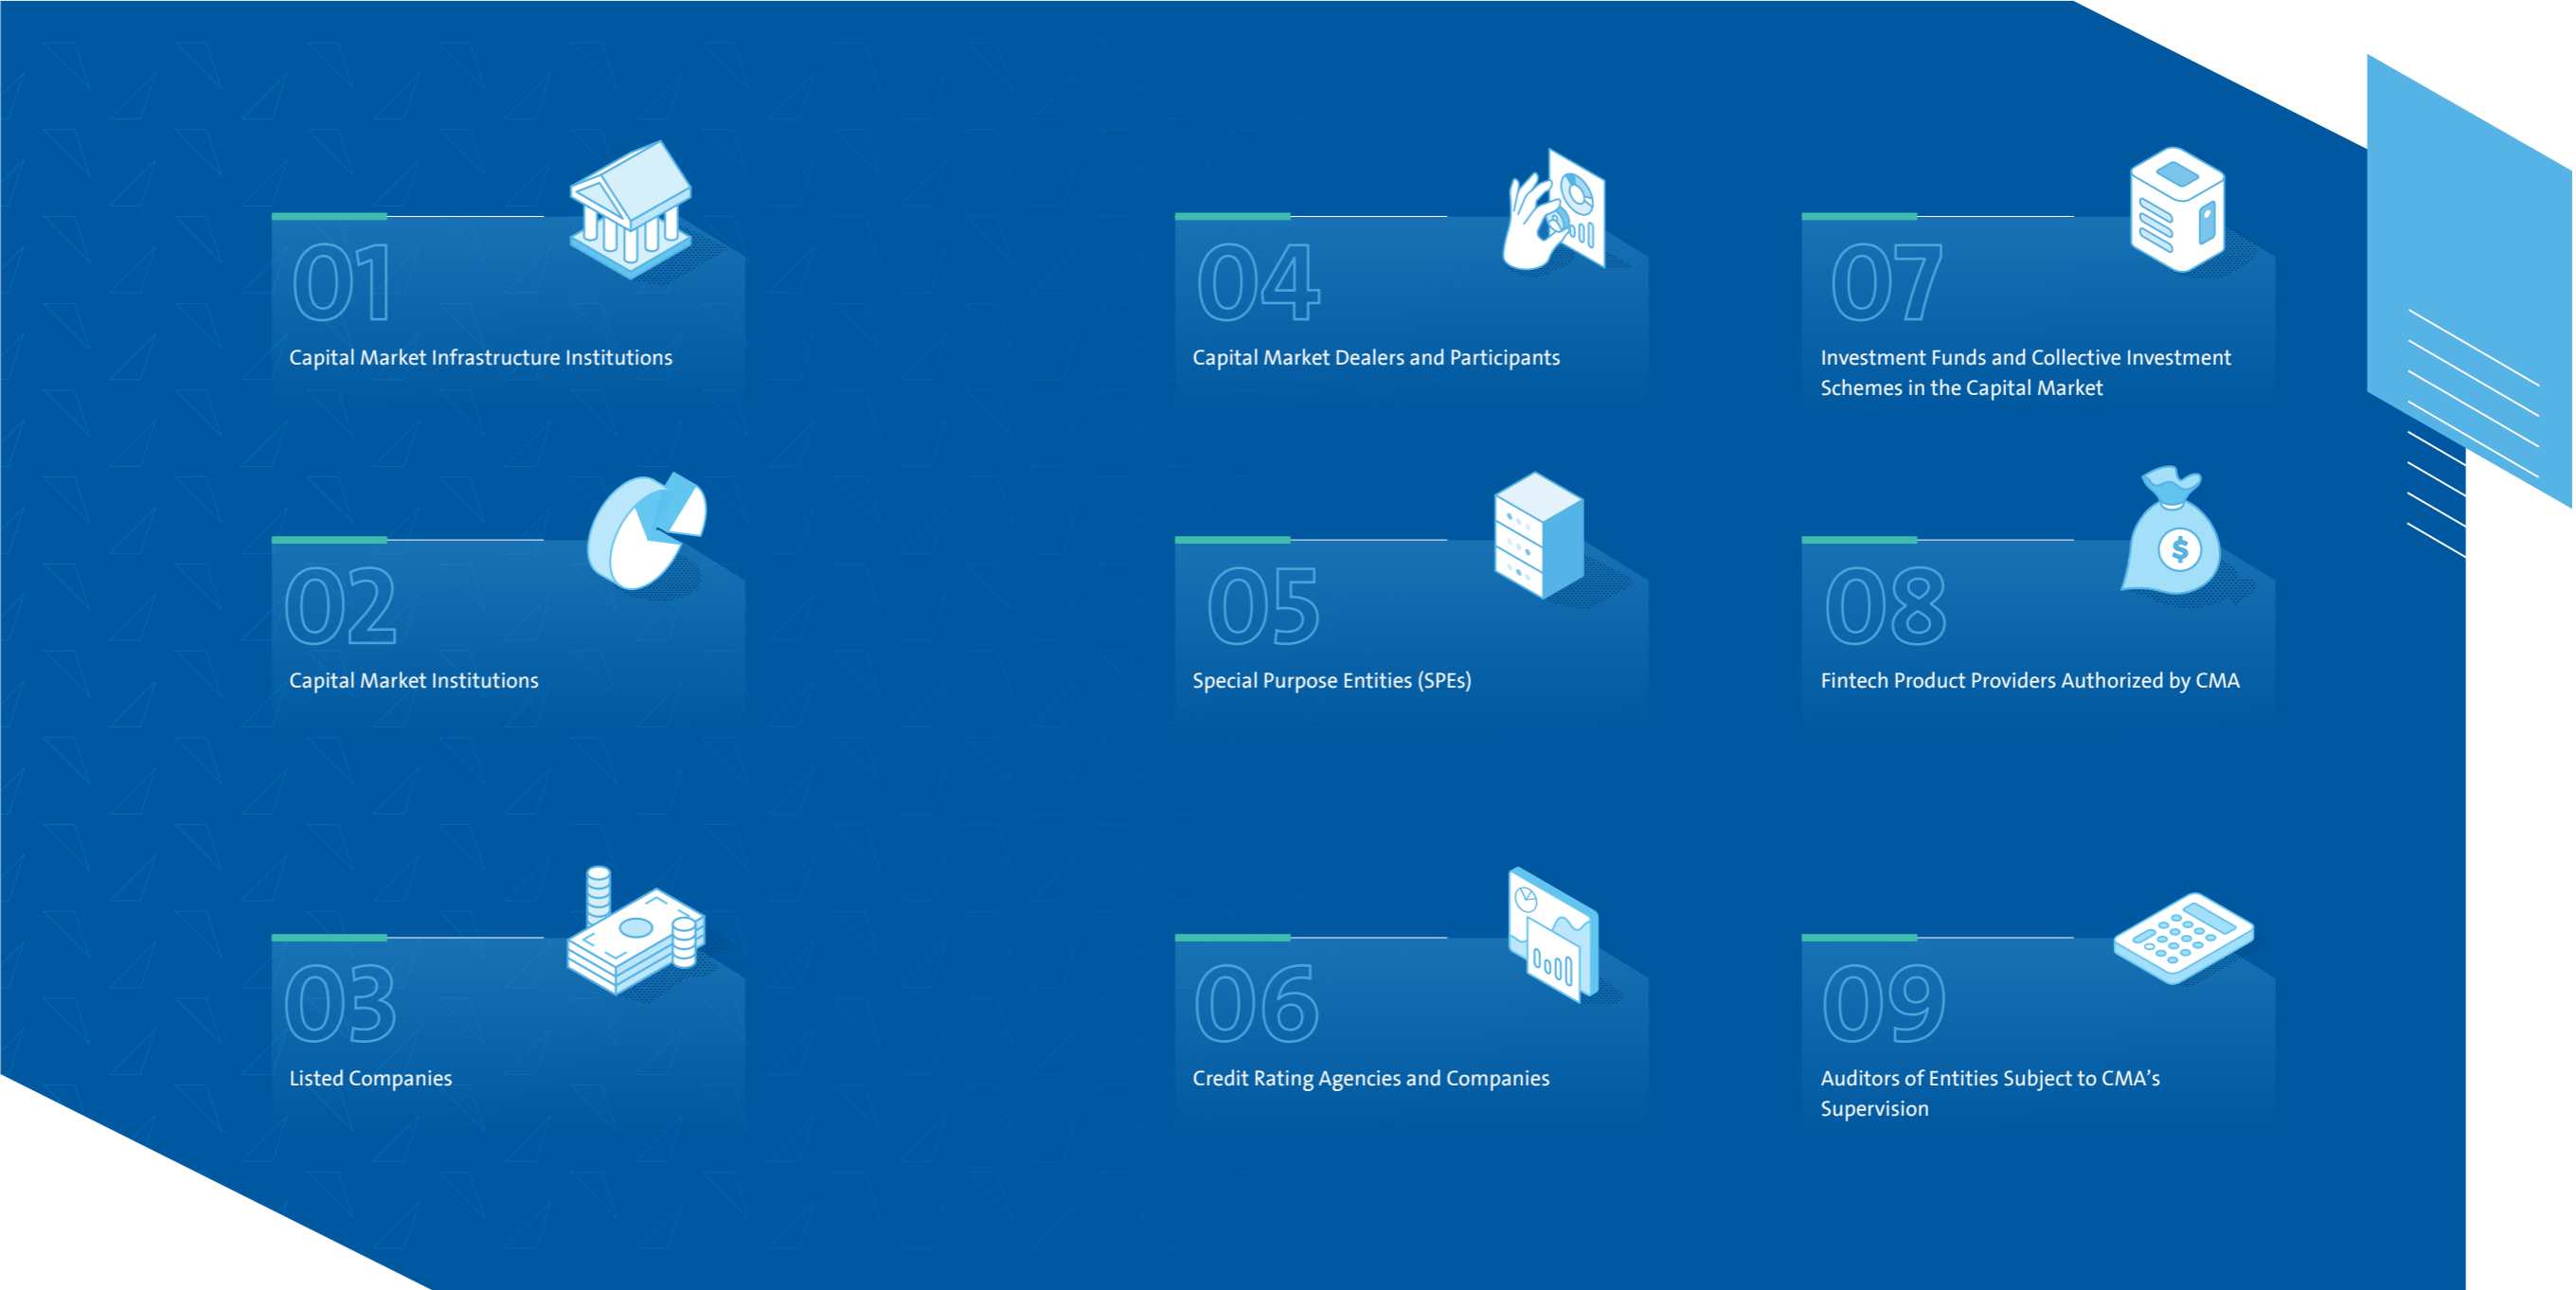 01
Capital Market Infrastructure Institutions
02
Capital Market Institutions
03
Listed Companies
04
Capital Market Dealers and Participants
05
Special Purpose Entities (SPEs)
06
Credit Rating Agencies and Companies
07
Investment Funds and Collective Investment
Schemes in the Capital Market
08
$
Fintech Product Providers Authorized by CMA
09
Auditors of Entities Subject to CMA’s
Supervision